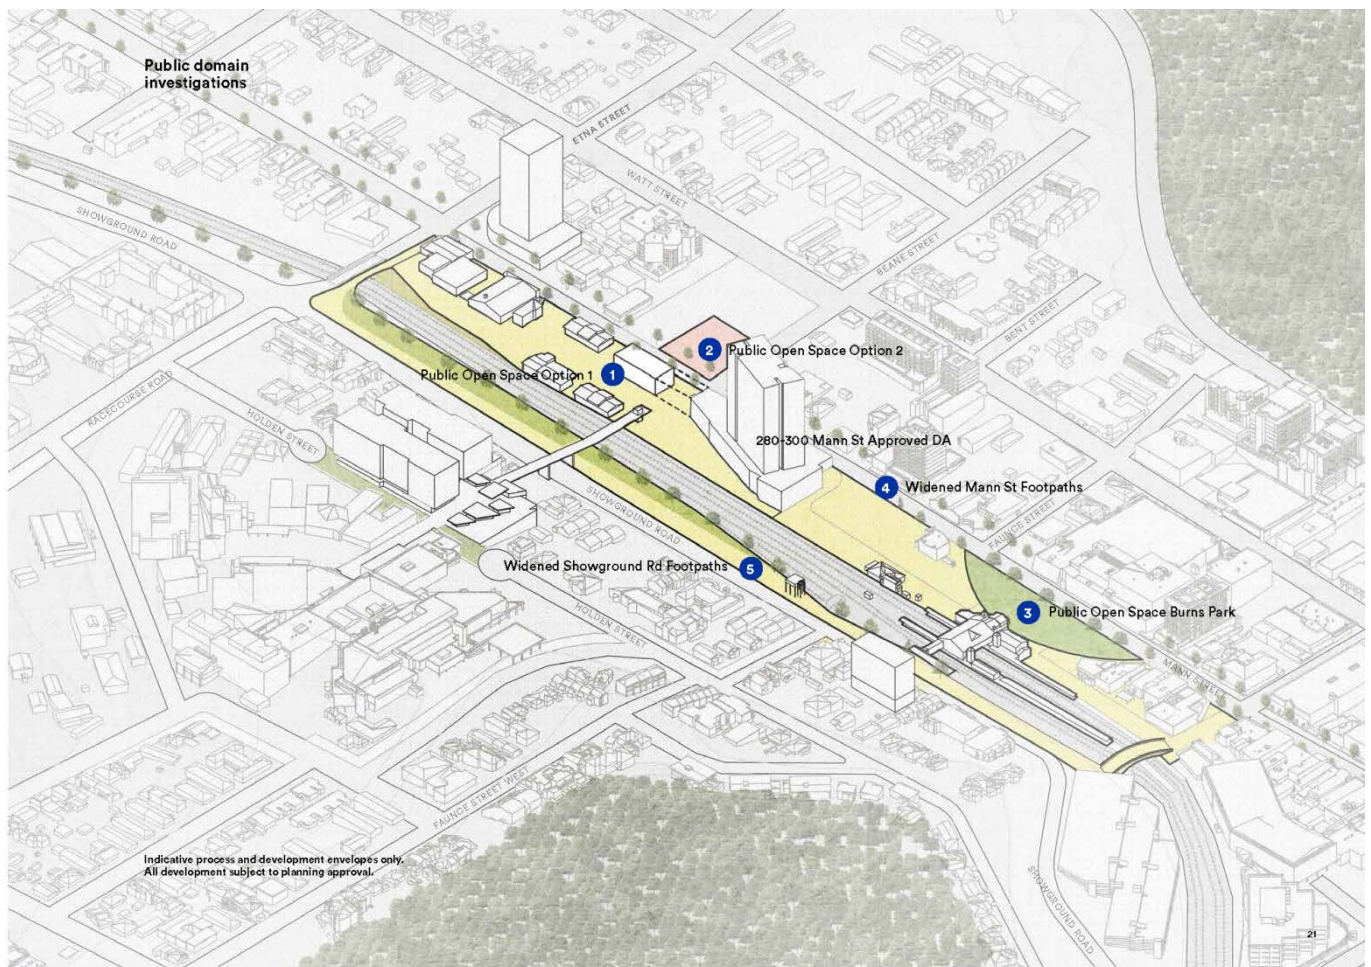 Public domain
investigations
ETNA STREET
WATT STREET
SHOWGROUND ROAD
BEANE STREET
BENT STREET
2 Public Open Space Option 2
Public Open Space Option 1 1
RACECOURSE ROAD
HOLDEN STREET
280-300 Mann St Approved DA
4 Widened Mann St Footpaths
SHOWGROUND ROAD
FAUNCE STREET
Widened Showground Rd Footpaths 5
HOLDEN STREET
3 Public Open Space Burns Park
MANN STREET
FAUNCE STREET WEST
Indicative process and development envelopes only.
All development subject to planning approval.
SHOWGROUND ROAD
21